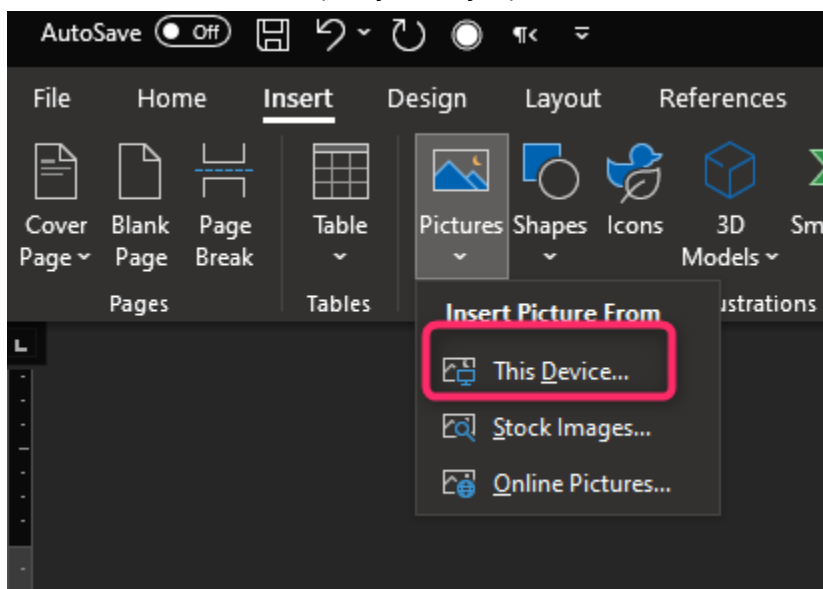 AutoSave Off
File Home Insert Design Layout References
Cover Page
Blank Page
Page Break
Table
Pictures
Shapes
Icons
3D Models
Pages
Tables
Insert Picture From
This Device...
Stock Images...
Online Pictures...